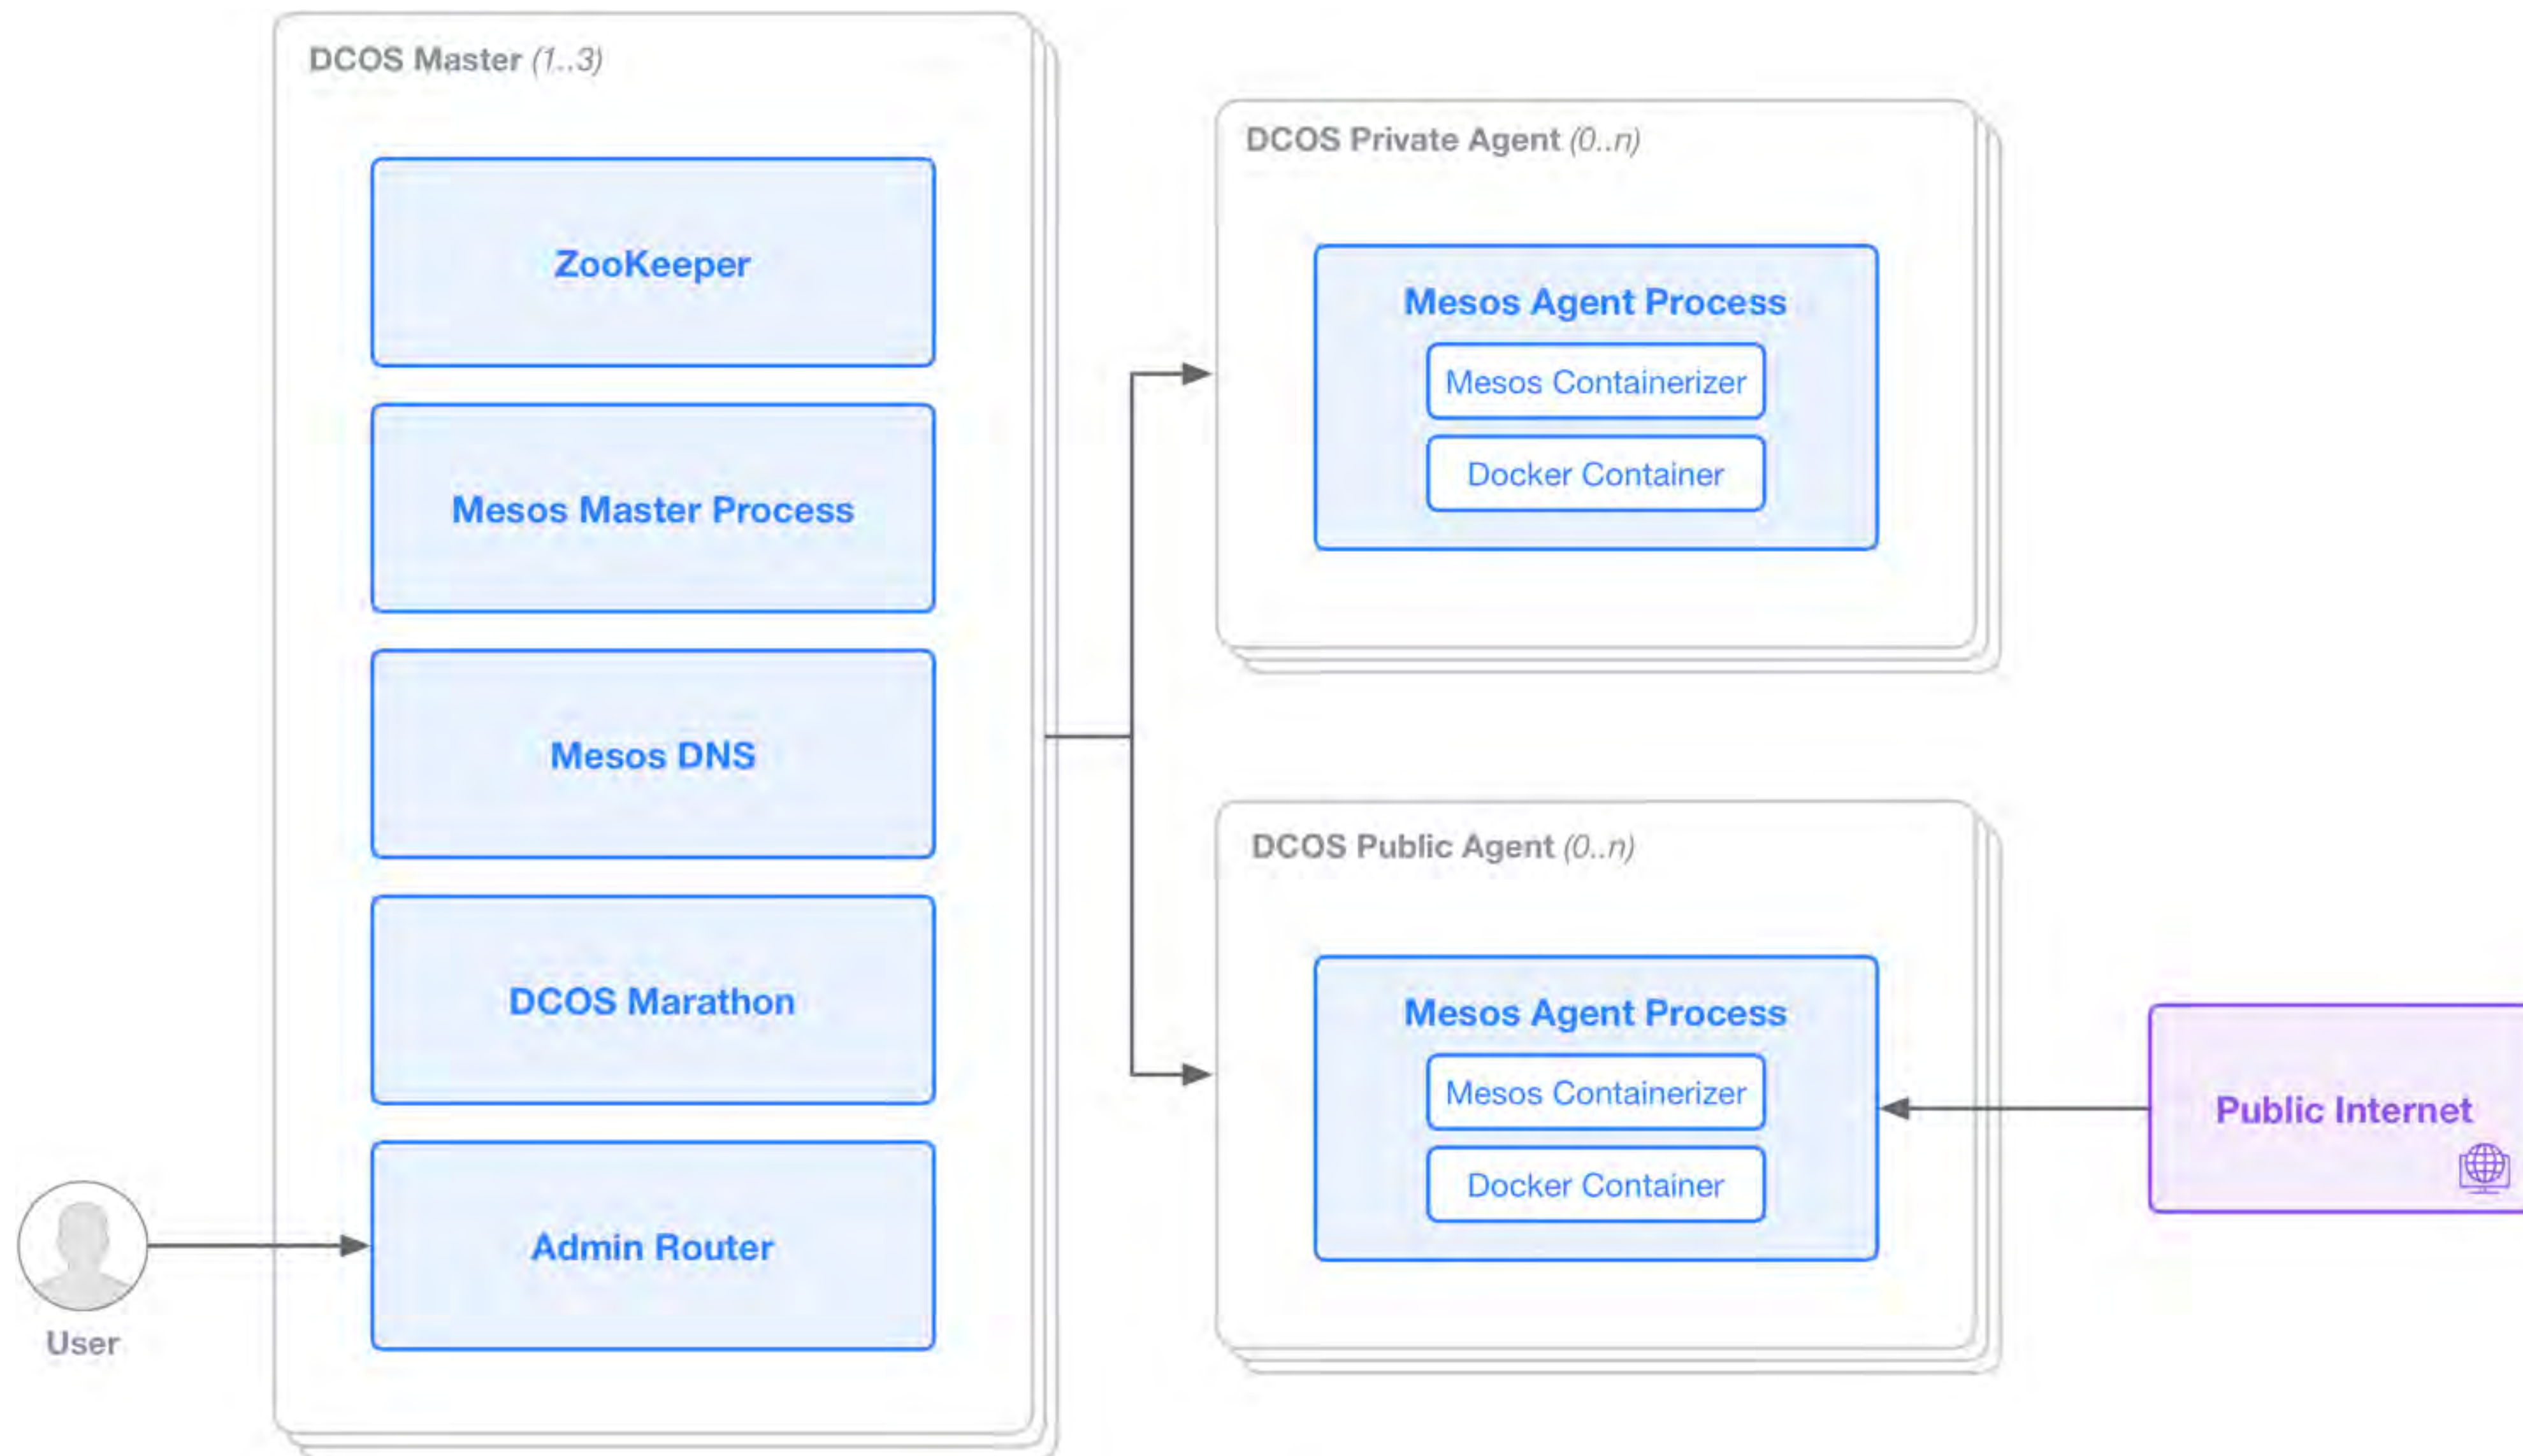 DCOS Master (1..3)
ZooKeeper
Mesos Master Process
Mesos DNS
DCOS Marathon
Admin Router
User
DCOS Private Agent (0..n)
Mesos Agent Process
Mesos Containerizer
Docker Container
DCOS Public Agent (0..n)
Mesos Agent Process
Mesos Containerizer
Docker Container
Public Internet